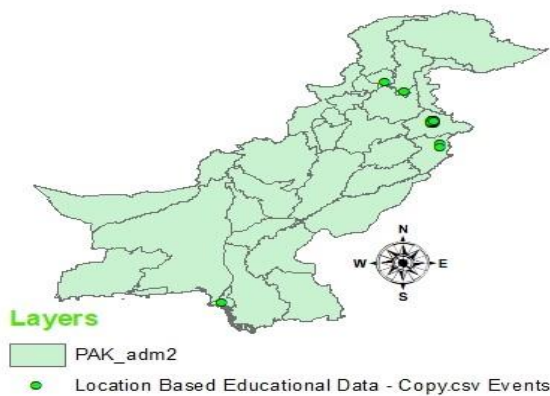 N
W E
S
Layers
PAK_adm2
Location Based Educational Data - Copy.csv Events